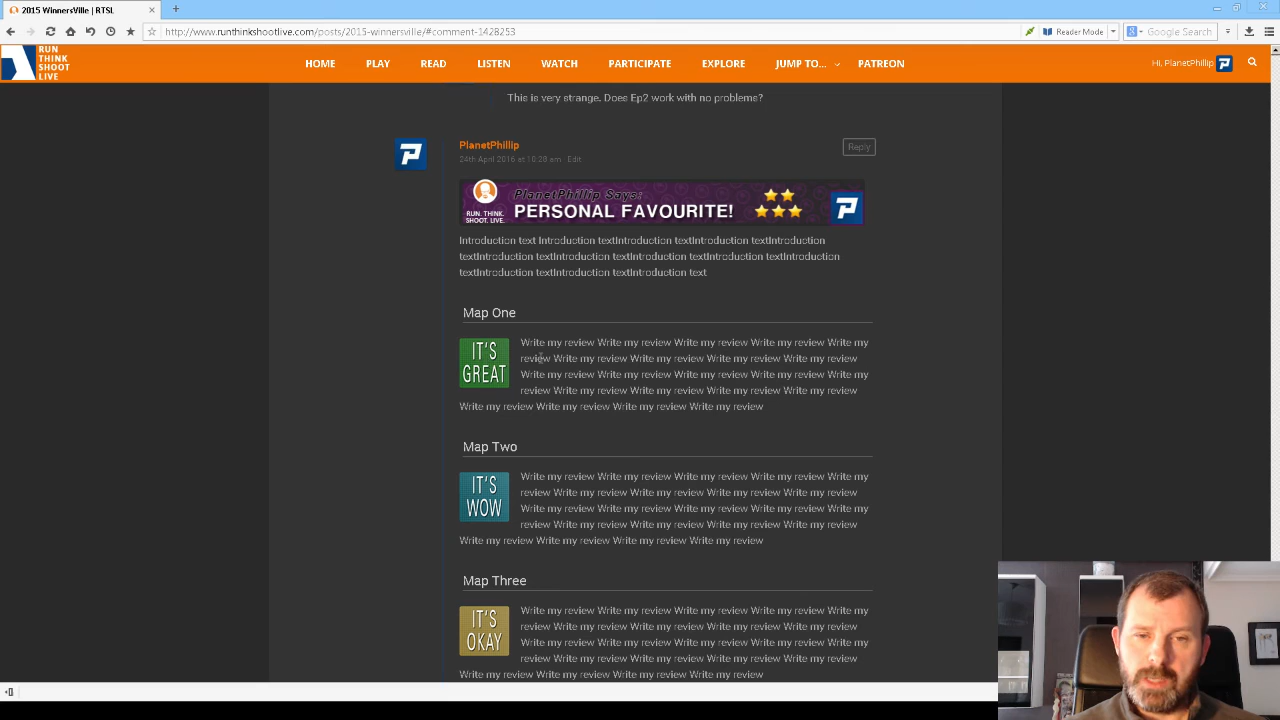 2015 WinnersVille | RTSL
http://www.runthinkshootlive.com/posts/2015-winnersville/#comment-1428253
Reader Mode
Google Search
RUN
THINK
SHOOT
LIVE
HOME PLAY READ LISTEN WATCH PARTICIPATE EXPLORE JUMP TO... PATREON
Hi, PlanetPhillip
This is very strange. Does Ep2 work with no problems?
PlanetPhillip
Reply
24th April 2016 at 10:28 am · Edit
PlanetPhillip Says:
RUN. THINK.
SHOOT. LIVE.
PERSONAL FAVOURITE!
Introduction text Introduction textIntroduction textIntroduction textIntroduction
textIntroduction textIntroduction textIntroduction textIntroduction textIntroduction
textIntroduction textIntroduction textIntroduction text
Map One
IT'S
GREAT
Write my review Write my review Write my review Write my review Write my
review Write my review Write my review Write my review Write my review
Write my review Write my review Write my review Write my review Write my
review Write my review Write my review Write my review Write my review
Write my review Write my review Write my review Write my review
Map Two
IT'S
WOW
Write my review Write my review Write my review Write my review Write my
review Write my review Write my review Write my review Write my review
Write my review Write my review Write my review Write my review Write my
review Write my review Write my review Write my review Write my review
Write my review Write my review Write my review Write my review
Map Three
IT'S
OKAY
Write my review Write my review Write my review Write my review Write my
review Write my review Write my review Write my review Write my review
Write my review Write my review Write my review Write my review Write my
review Write my review Write my review Write my review Write my review
Write my review Write my review Write my review Write my review